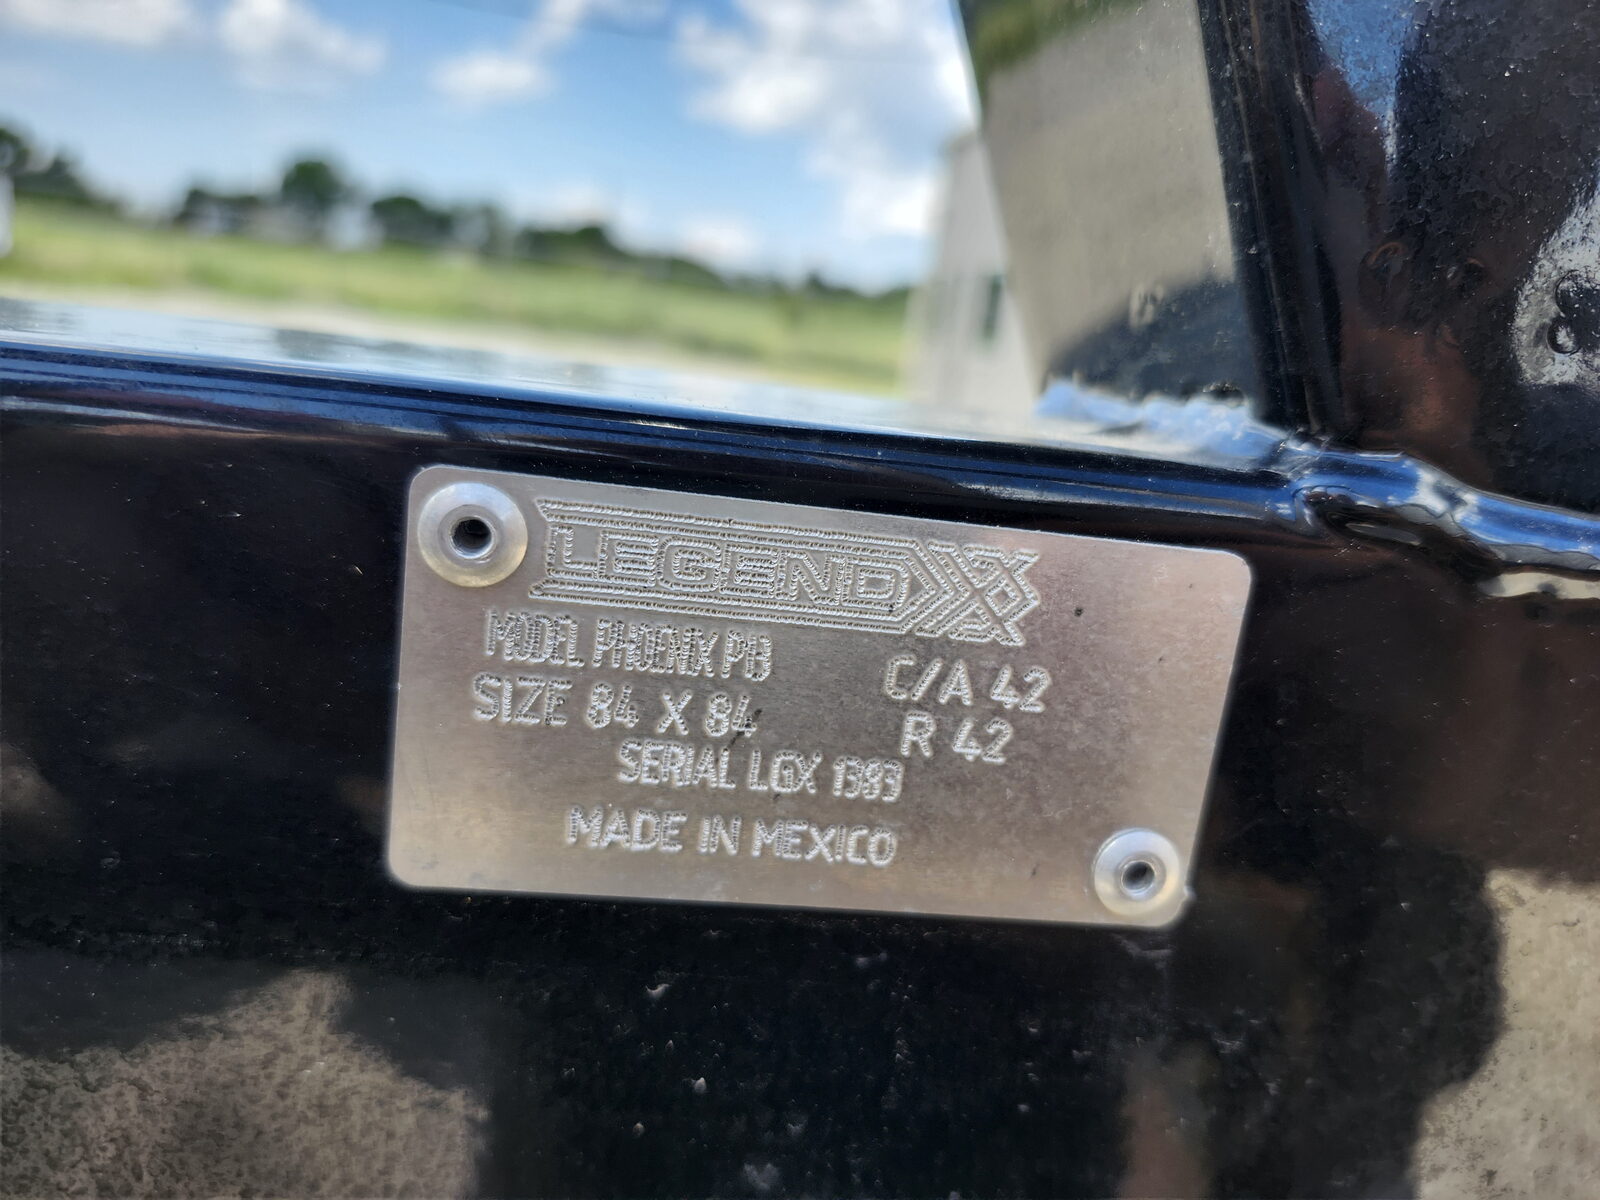 LEGEND
MODEL PHOENIX PB
C/A 42
SIZE 84 X 84
R 42
SERIAL LGX 1383
MADE IN MEXICO